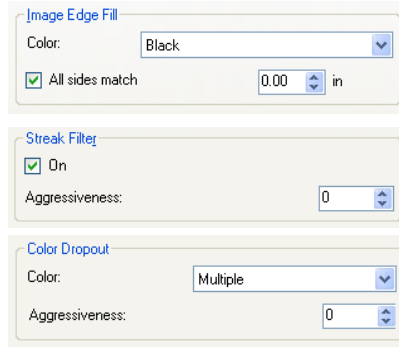 Image Edge Fill
Color: Black
All sides match 0.00 in
Streak Filter
On
Aggressiveness: 0
Color Dropout
Color: Multiple
Aggressiveness: 0